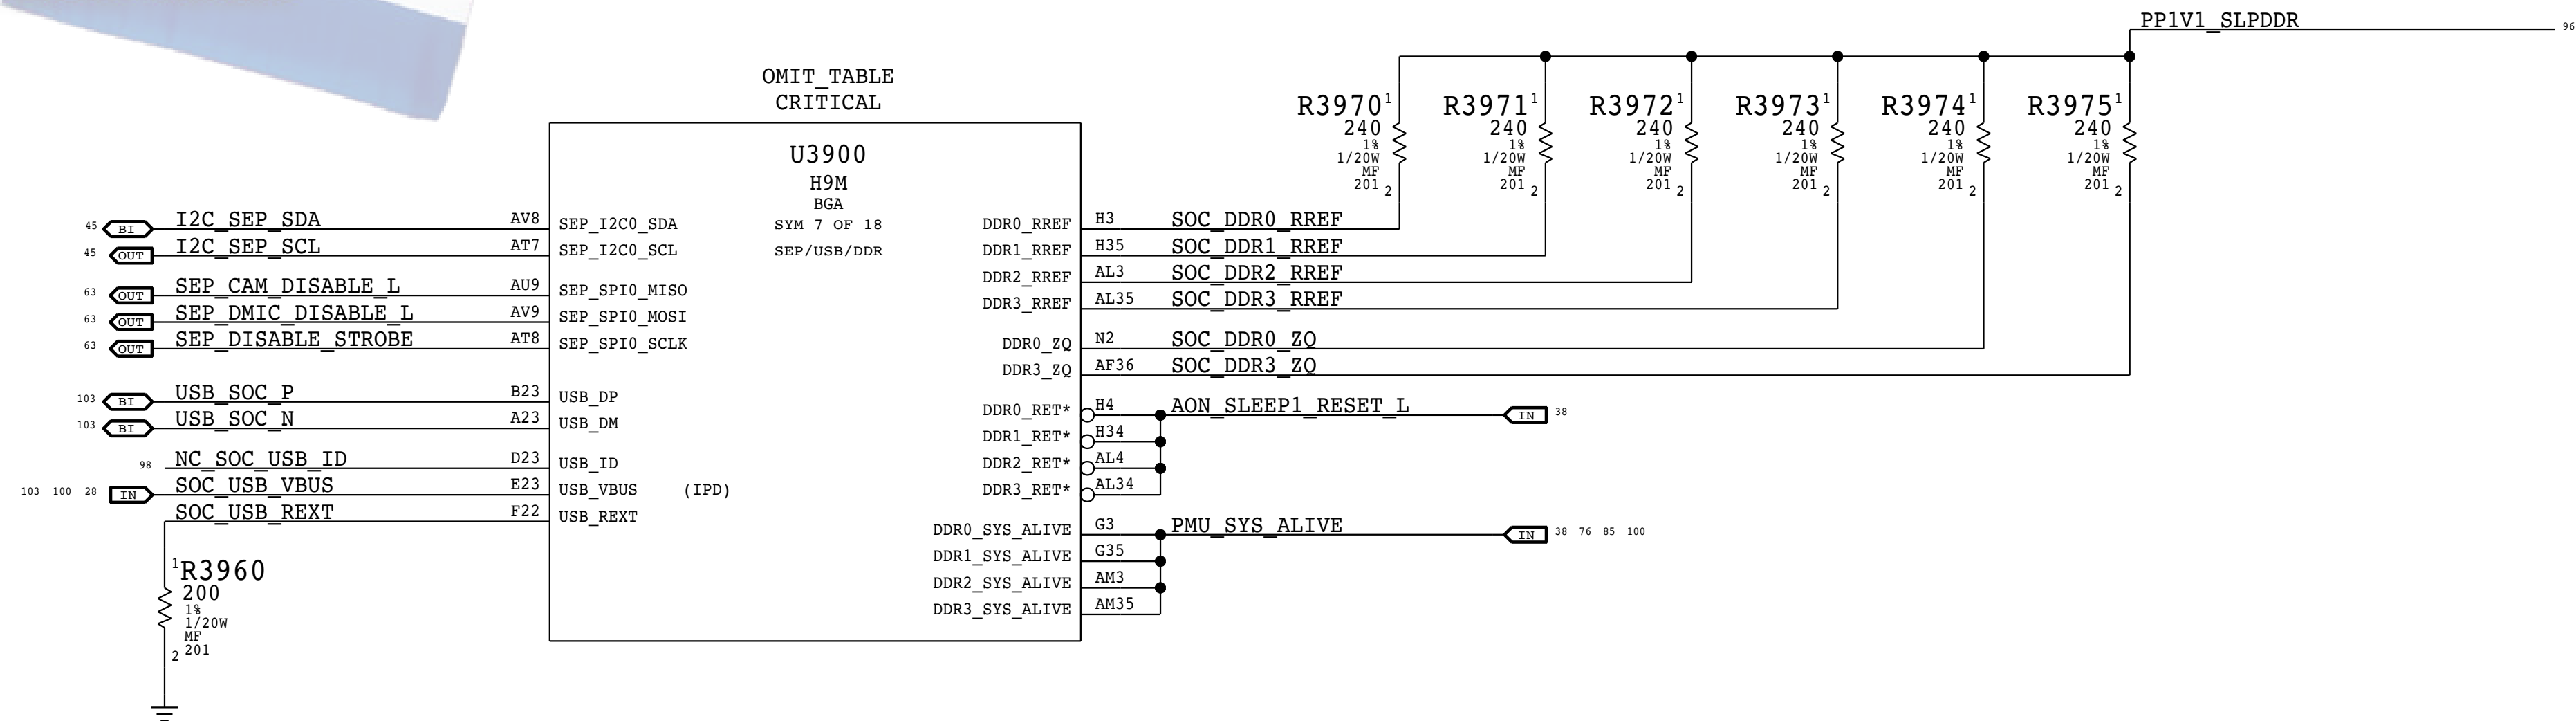 PP1V1_SLPDDR 96
OMIT_TABLE
CRITICAL
R3970 1
240
1%
1/20W
MF
201 2
R3971 1
240
1%
1/20W
MF
201 2
R3972 1
240
1%
1/20W
MF
201 2
R3973 1
240
1%
1/20W
MF
201 2
R3974 1
240
1%
1/20W
MF
201 2
R3975 1
240
1%
1/20W
MF
201 2
U3900
H9M
BGA
SYM 7 OF 18
SEP/USB/DDR
45 BI I2C_SEP_SDA AV8 SEP_I2C0_SDA
45 OUT I2C_SEP_SCL AT7 SEP_I2C0_SCL
63 OUT SEP_CAM_DISABLE_L AU9 SEP_SPI0_MISO
63 OUT SEP_DMIC_DISABLE_L AV9 SEP_SPI0_MOSI
63 OUT SEP_DISABLE_STROBE AT8 SEP_SPI0_SCLK
103 BI USB_SOC_P B23 USB_DP
103 BI USB_SOC_N A23 USB_DM
98 NC_SOC_USB_ID D23 USB_ID
103 100 28 IN SOC_USB_VBUS E23 USB_VBUS (IPD)
SOC_USB_REXT F22 USB_REXT
1 R3960
200
1%
1/20W
MF
2 201
DDR0_RREF H3 SOC_DDR0_RREF
DDR1_RREF H35 SOC_DDR1_RREF
DDR2_RREF AL3 SOC_DDR2_RREF
DDR3_RREF AL35 SOC_DDR3_RREF
DDR0_ZQ N2 SOC_DDR0_ZQ
DDR3_ZQ AF36 SOC_DDR3_ZQ
DDR0_RET* H4 AON_SLEEP1_RESET_L IN 38
DDR1_RET* H34
DDR2_RET* AL4
DDR3_RET* AL34
DDR0_SYS_ALIVE G3 PMU_SYS_ALIVE IN 38 76 85 100
DDR1_SYS_ALIVE G35
DDR2_SYS_ALIVE AM3
DDR3_SYS_ALIVE AM35